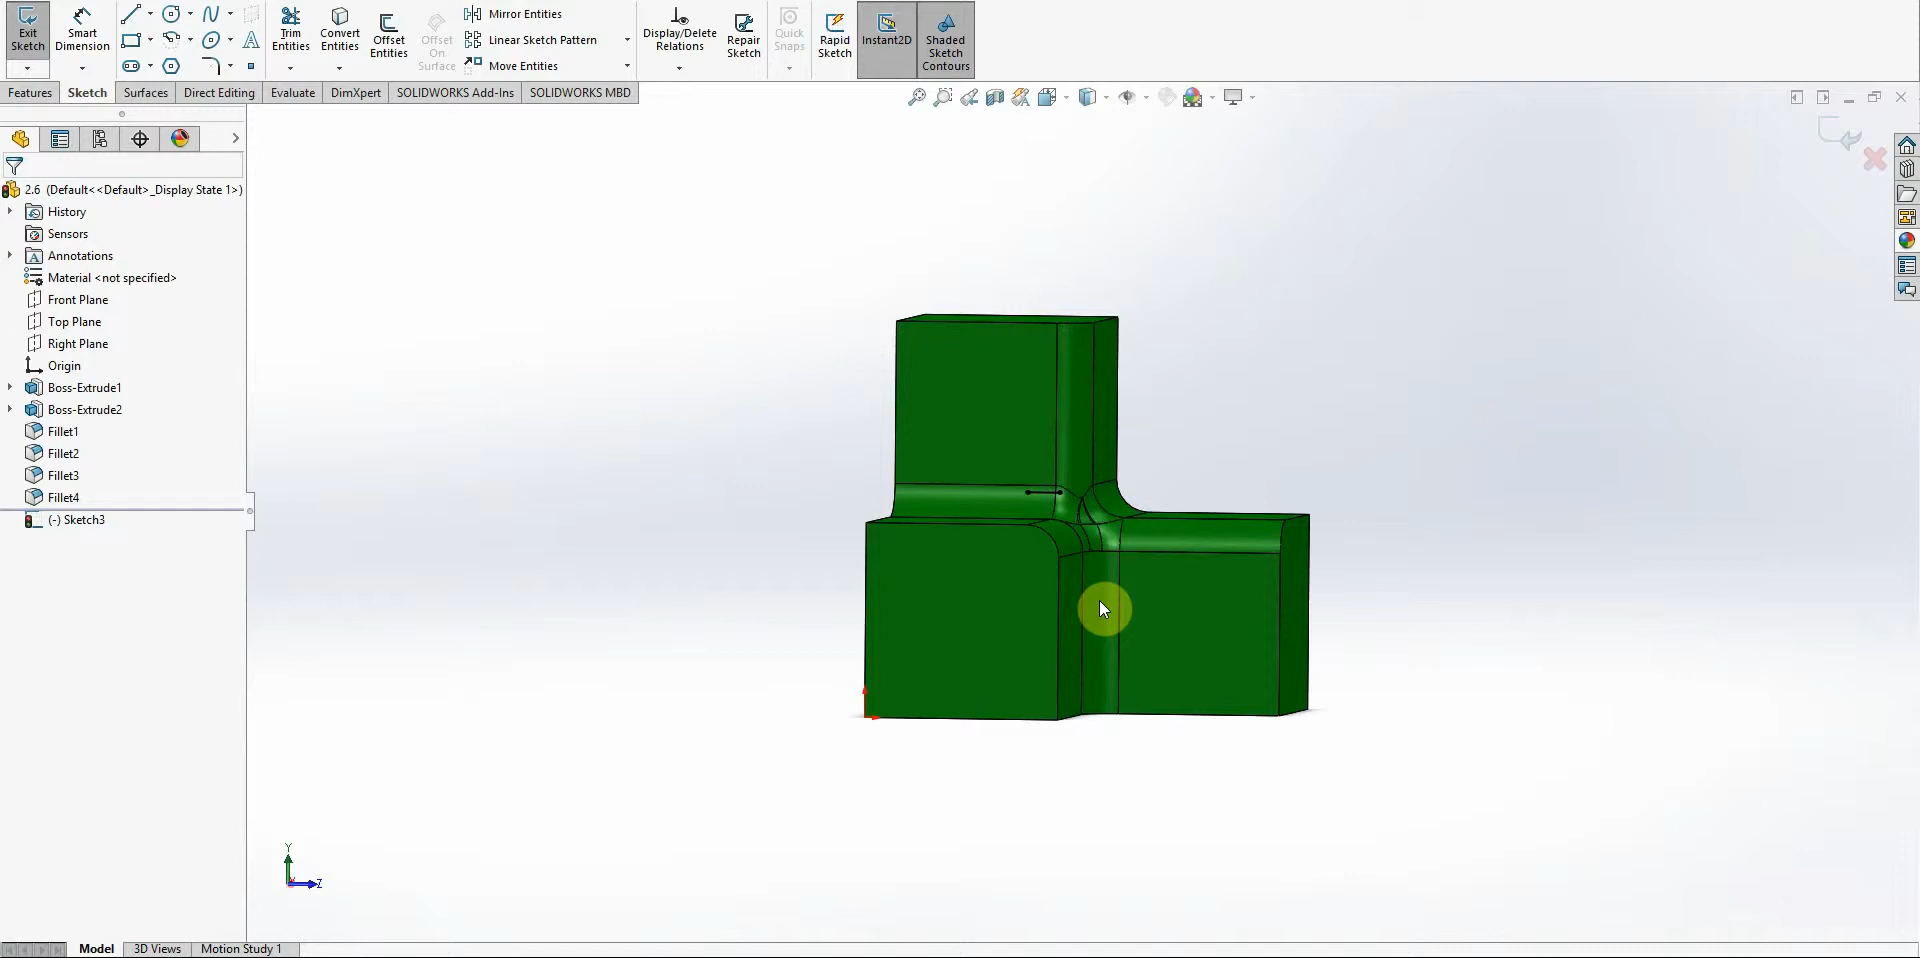 Exit Sketch
Smart Dimension
Trim Entities
Convert Entities
Offset Entities
Offset On Surface
Mirror Entities
Linear Sketch Pattern
Move Entities
Display/Delete Relations
Repair Sketch
Quick Snaps
Rapid Sketch
Instant2D
Shaded Sketch Contours
Features
Sketch
Surfaces
Direct Editing
Evaluate
DimXpert
SOLIDWORKS Add-Ins
SOLIDWORKS MBD
2.6 (Default<<Default>_Display State 1>)
History
Sensors
Annotations
Material <not specified>
Front Plane
Top Plane
Right Plane
Origin
Boss-Extrude1
Boss-Extrude2
Fillet1
Fillet2
Fillet3
Fillet4
(-) Sketch3
Y
Z
Model
3D Views
Motion Study 1